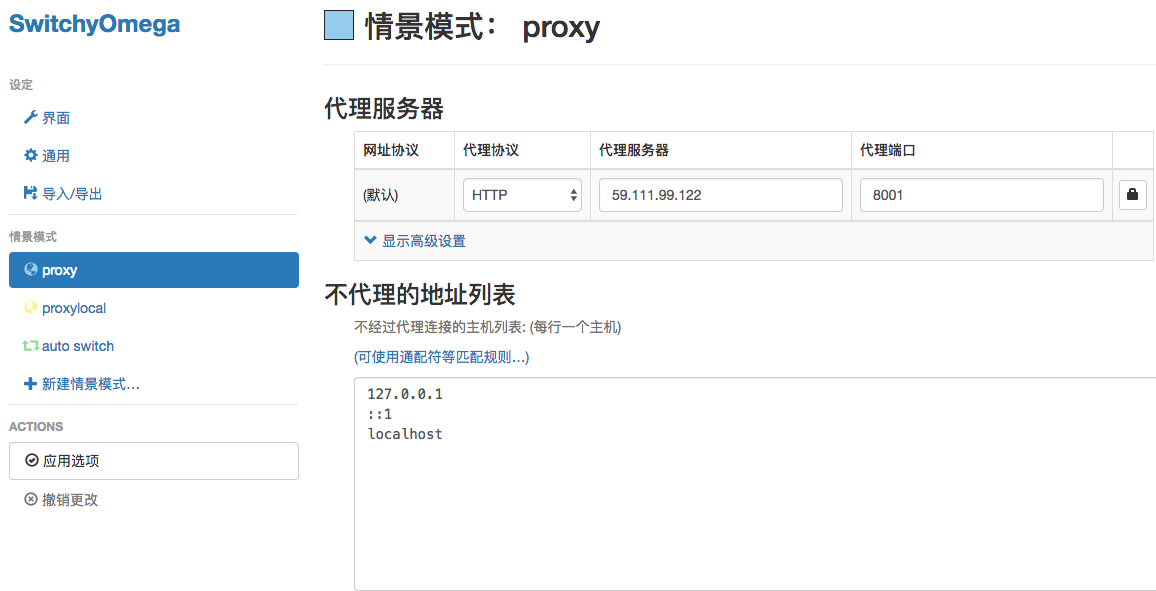 SwitchyOmega
设定
界面
通用
导入/导出
情景模式
proxy
proxylocal
auto switch
新建情景模式...
ACTIONS
应用选项
撤销更改
情景模式： proxy
代理服务器
网址协议 代理协议 代理服务器 代理端口
(默认) HTTP 59.111.99.122 8001
显示高级设置
不代理的地址列表
不经过代理连接的主机列表: (每行一个主机)
(可使用通配符等匹配规则...)
127.0.0.1
::1
localhost